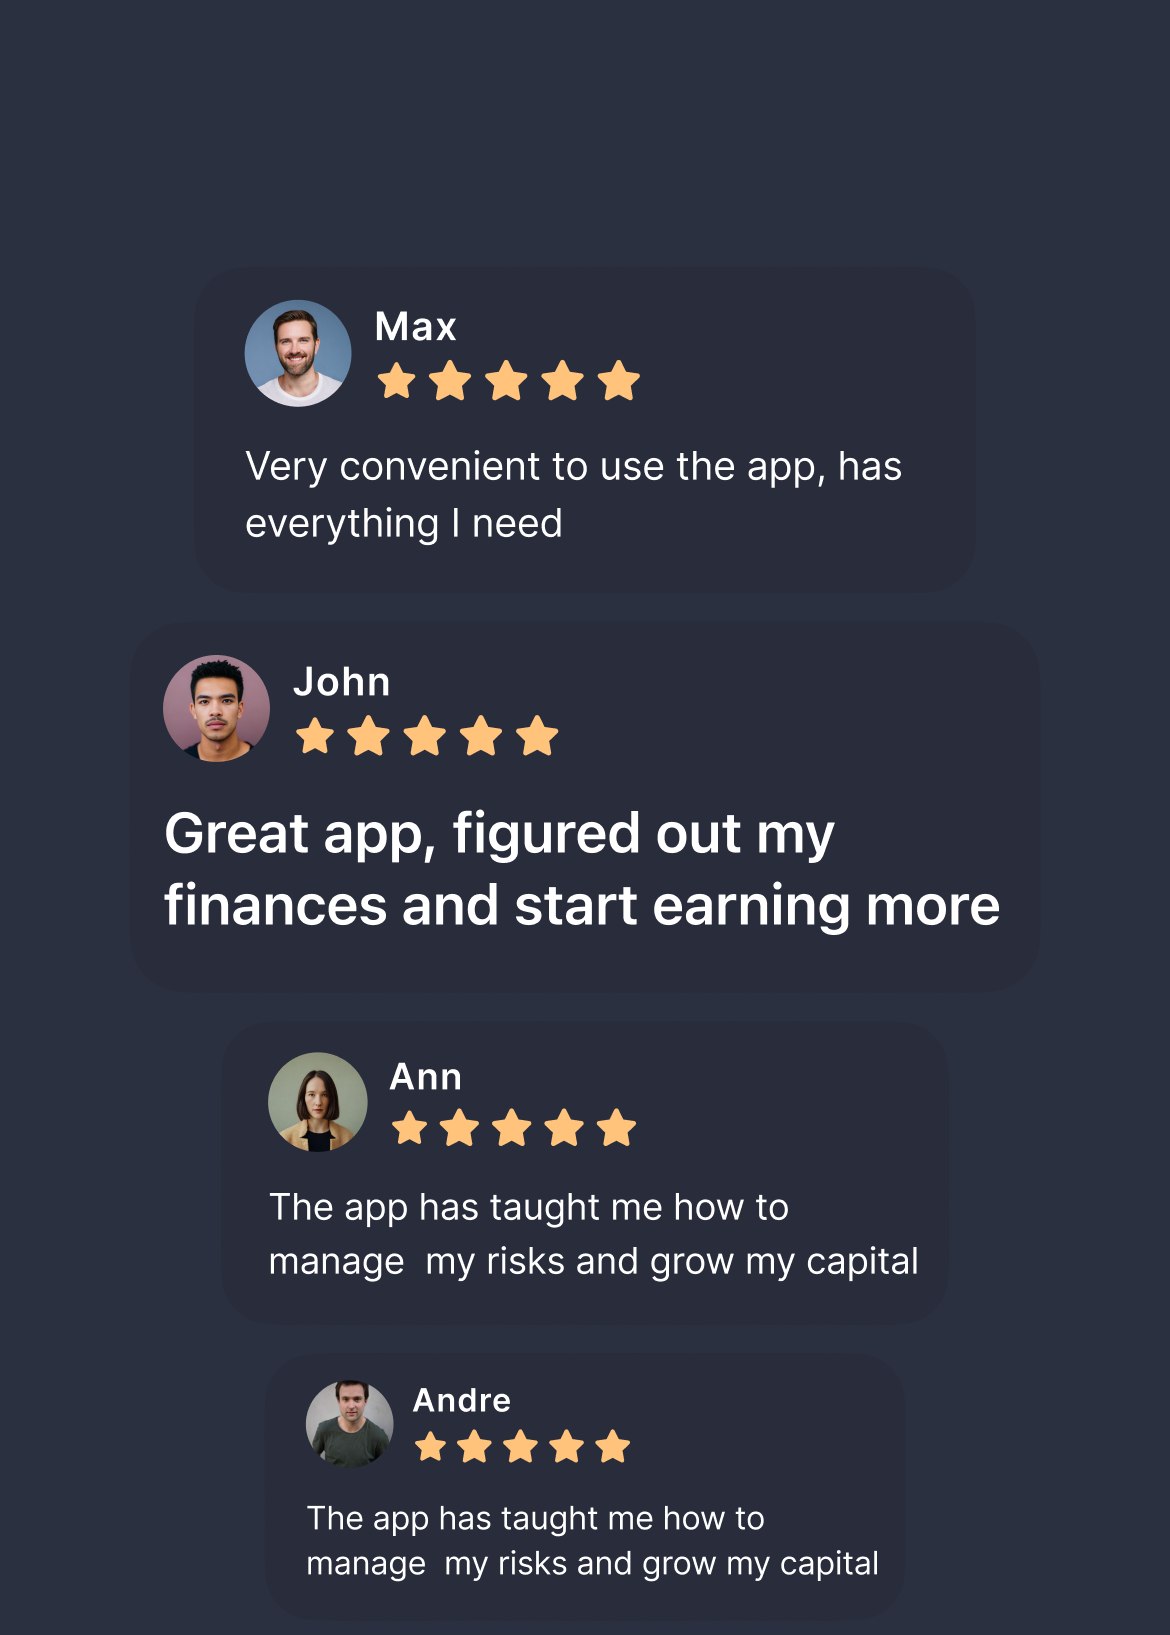 Max
Very convenient to use the app, has
everything I need
John
Great app, figured out my
finances and start earning more
Ann
The app has taught me how to
manage  my risks and grow my capital
Andre
The app has taught me how to
manage  my risks and grow my capital